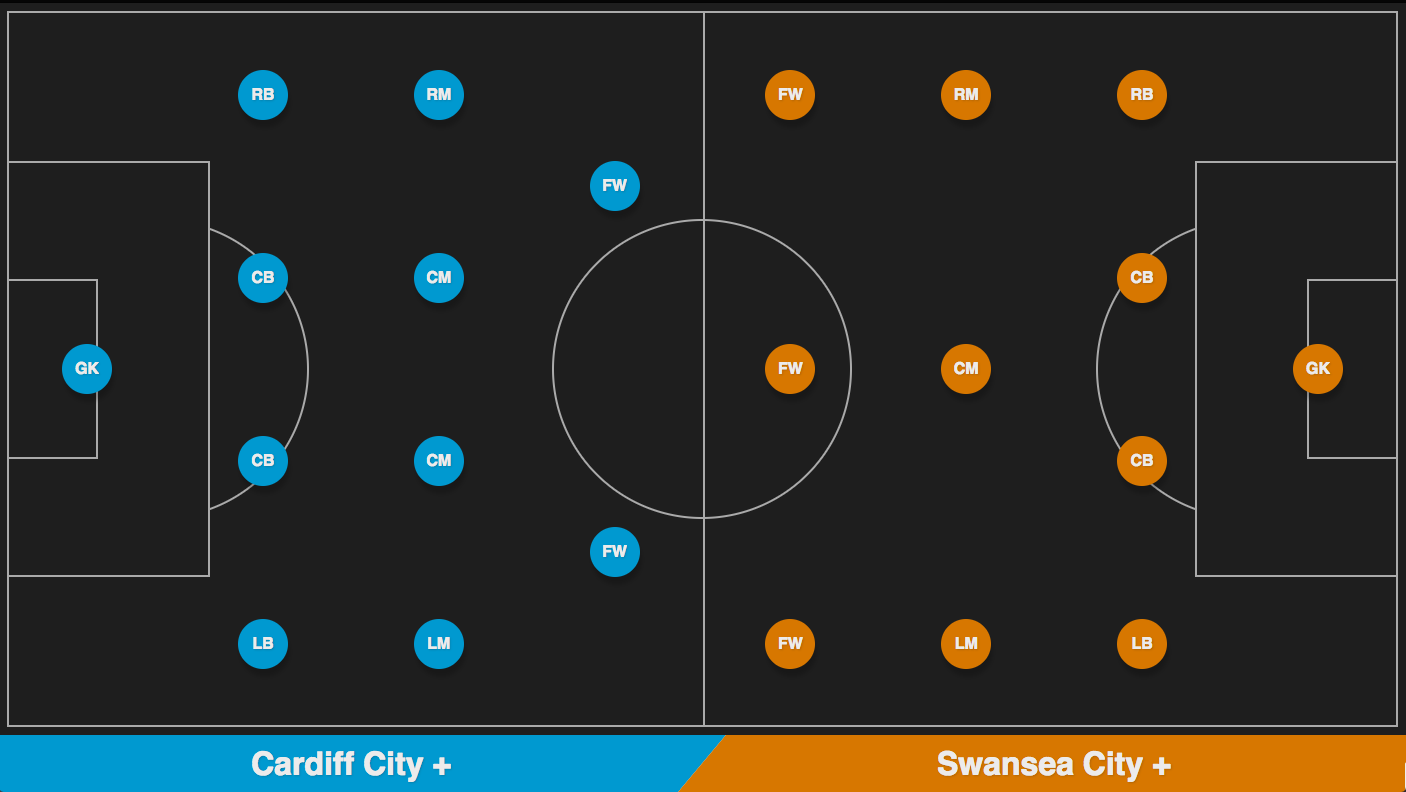 RB RM FW RM RB
FW
CB CM CB
GK FW CM GK
CB CM CB
FW
LB LM FW LM LB
Cardiff City + Swansea City +